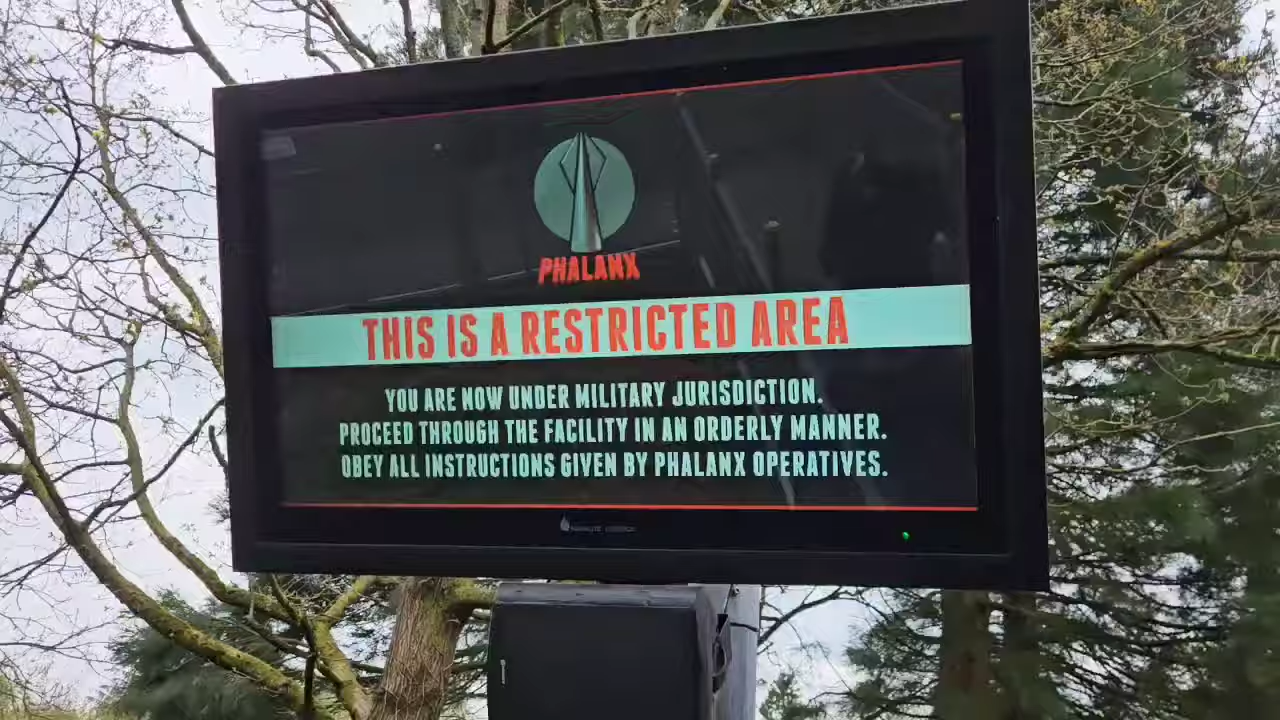 PHALANX
THIS IS A RESTRICTED AREA
YOU ARE NOW UNDER MILITARY JURISDICTION.
PROCEED THROUGH THE FACILITY IN AN ORDERLY MANNER.
OBEY ALL INSTRUCTIONS GIVEN BY PHALANX OPERATIVES.